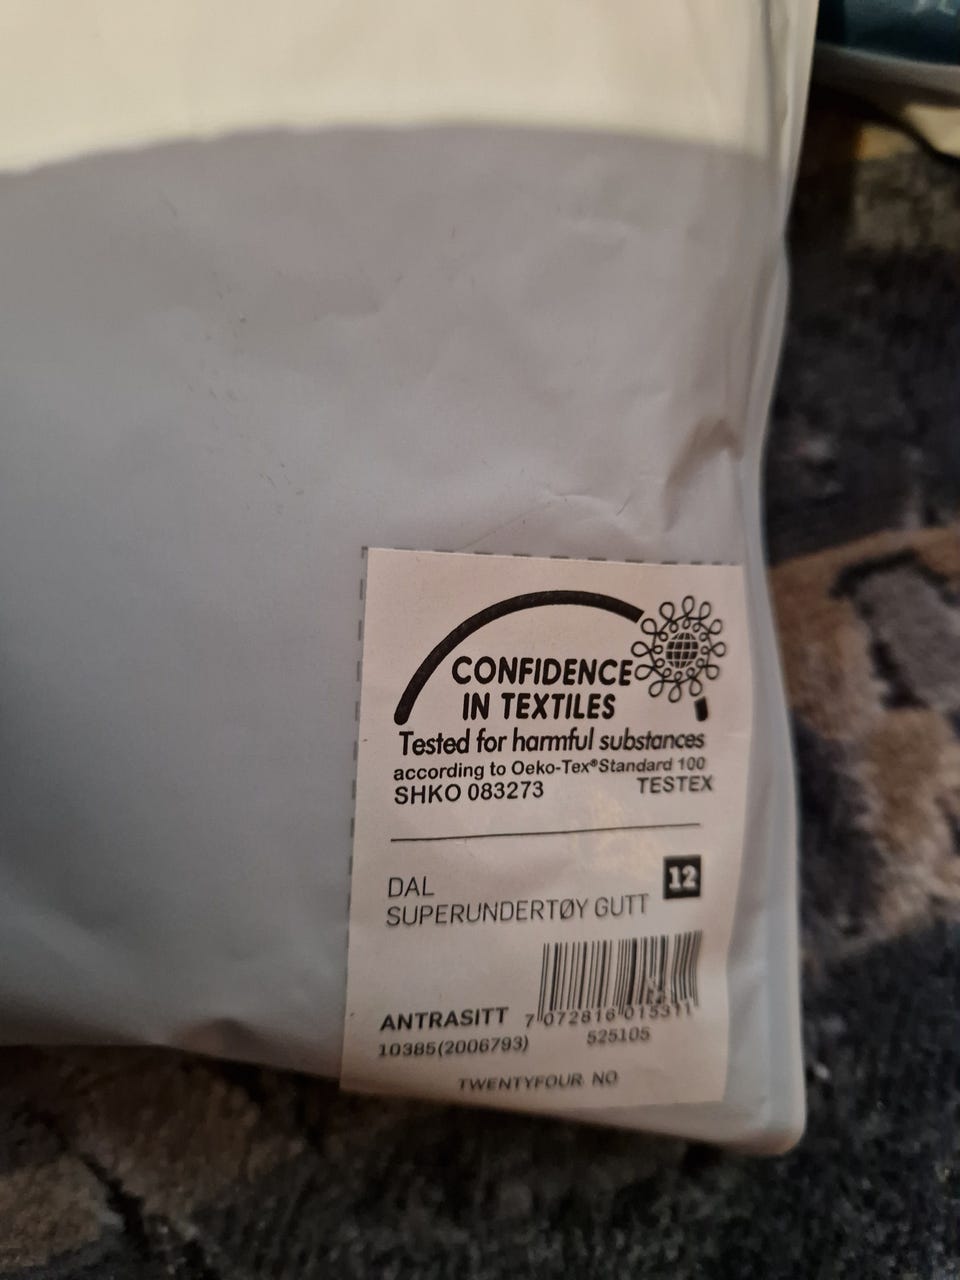 CONFIDENCE
IN TEXTILES
Tested for harmful substances
according to Oeko-Tex® Standard 100
SHKO 083273 TESTEX
DAL 12
SUPERUNDERTØY GUTT
ANTRASITT 7 072816 015311
10385(2006793) 525105
TWENTYFOUR NO